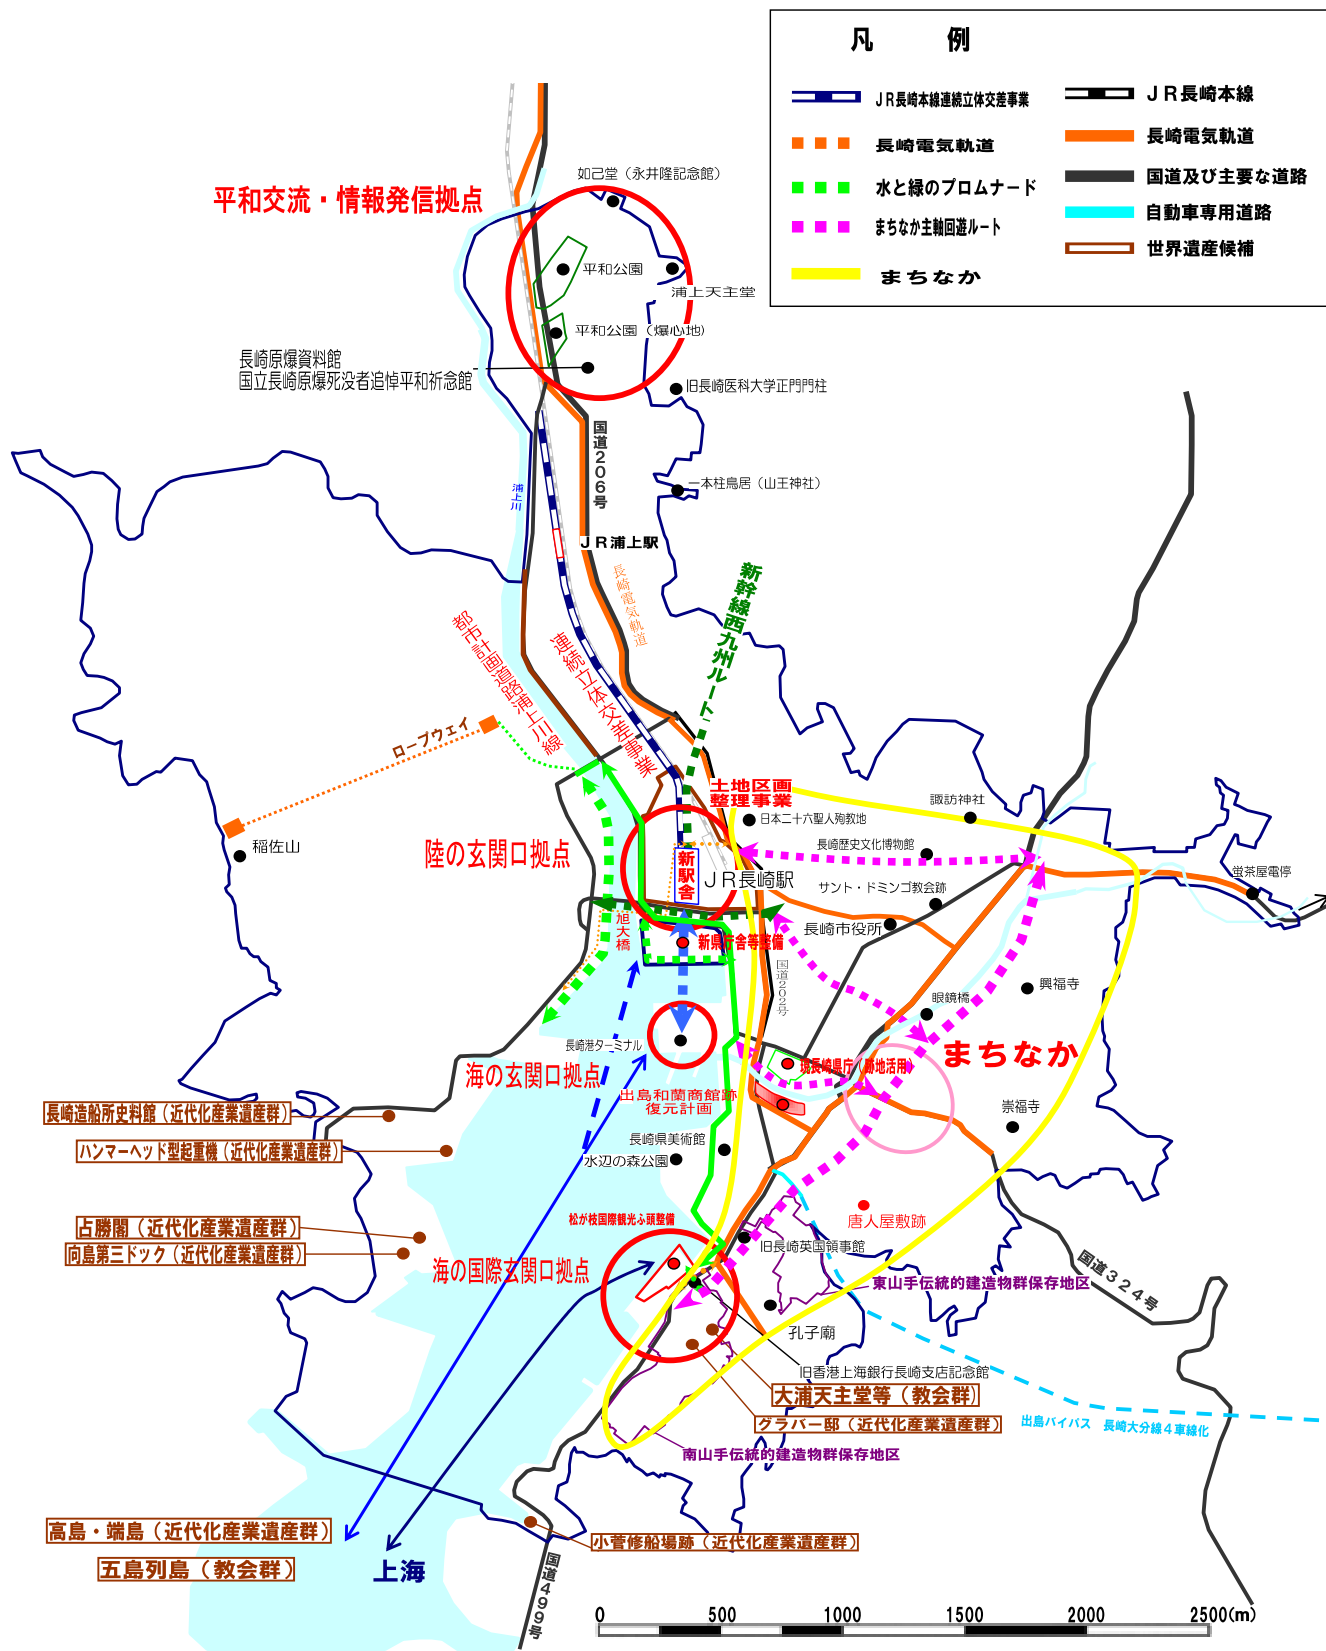 凡　例
ＪＲ長崎本線連続立体交差事業
ＪＲ長崎本線
長崎電気軌道
長崎電気軌道
水と緑のプロムナード
国道及び主要な道路
まちなか主軸回遊ルート
自動車専用道路
まちなか
世界遺産候補
平和交流・情報発信拠点
如己堂（永井隆記念館）
平和公園
浦上天主堂
平和公園（爆心地）
長崎原爆資料館
国立長崎原爆死没者追悼平和祈念館
旧長崎医科大学正門門柱
国道２０６号
一本柱鳥居（山王神社）
浦上川
ＪＲ浦上駅
長崎電気軌道
新幹線西九州ルート
都市計画道路浦上川線
連続立体交差事業
ロープウェイ
土地区画
整理事業
稲佐山
陸の玄関口拠点
日本二十六聖人殉教地
諏訪神社
長崎歴史文化博物館
新駅舎
ＪＲ長崎駅
サント・ドミンゴ教会跡
蛍茶屋電停
旭大橋
新県庁舎等整備
長崎市役所
国道２０２号
興福寺
眼鏡橋
長崎港ターミナル
まちなか
現長崎県庁（跡地活用）
海の玄関口拠点
出島和蘭商館跡
復元計画
長崎造船所史料館（近代化産業遺産群）
ハンマーヘッド型起重機（近代化産業遺産群）
長崎県美術館
水辺の森公園
崇福寺
占勝閣（近代化産業遺産群）
向島第三ドック（近代化産業遺産群）
松が枝国際観光ふ頭整備
唐人屋敷跡
旧長崎英国領事館
海の国際玄関口拠点
東山手伝統的建造物群保存地区
国道３２４号
孔子廟
旧香港上海銀行長崎支店記念館
大浦天主堂等（教会群）
グラバー邸（近代化産業遺産群）
出島バイパス　長崎大分線４車線化
南山手伝統的建造物群保存地区
高島・端島（近代化産業遺産群）
五島列島（教会群）
上海
小菅修船場跡（近代化産業遺産群）
国道４９９号
0 500 1000 1500 2000 2500(m)